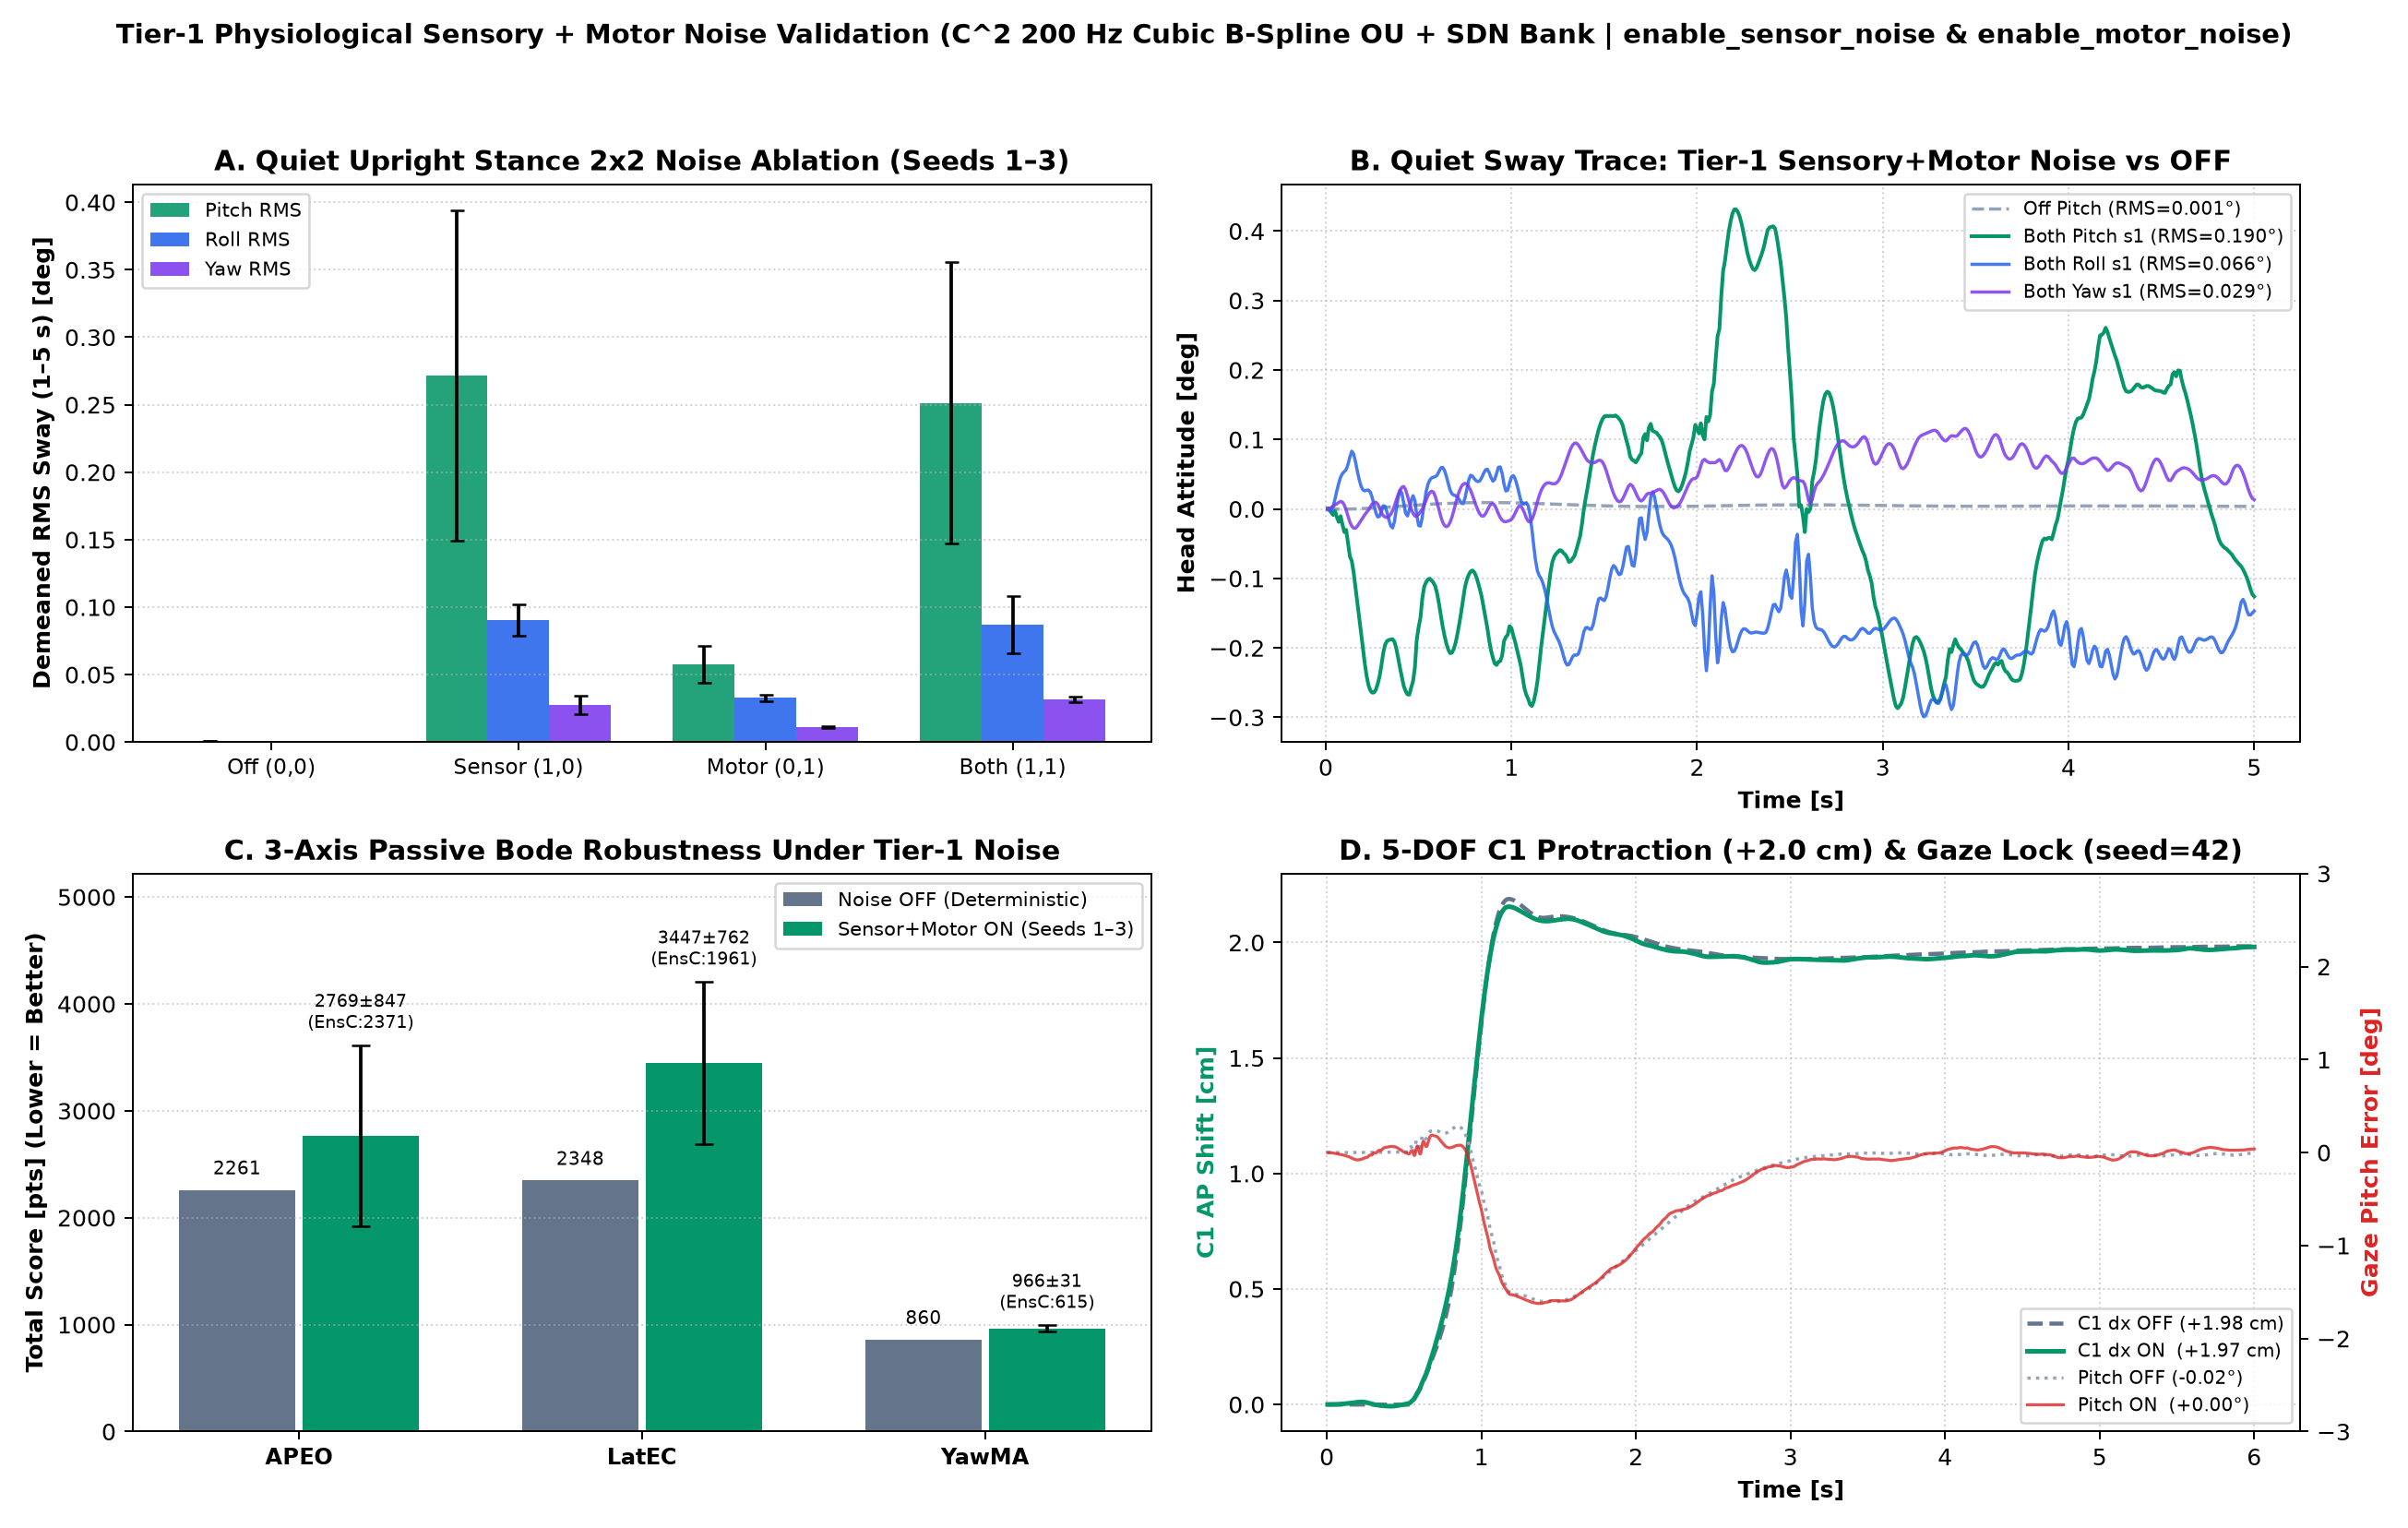 Tier-1 Physiological Sensory + Motor Noise Validation (C^2 200 Hz Cubic B-Spline OU + SDN Bank | enable_sensor_noise & enable_motor_noise)
A. Quiet Upright Stance 2x2 Noise Ablation (Seeds 1–3)
Demeaned RMS Sway (1–5 s) [deg]
0.40
0.35
0.30
0.25
0.20
0.15
0.10
0.05
0.00
Pitch RMS
Roll RMS
Yaw RMS
Off (0,0)
Sensor (1,0)
Motor (0,1)
Both (1,1)
B. Quiet Sway Trace: Tier-1 Sensory+Motor Noise vs OFF
Head Attitude [deg]
0.4
0.3
0.2
0.1
0.0
−0.1
−0.2
−0.3
Off Pitch (RMS=0.001°)
Both Pitch s1 (RMS=0.190°)
Both Roll s1 (RMS=0.066°)
Both Yaw s1 (RMS=0.029°)
0
1
2
3
4
5
Time [s]
C. 3-Axis Passive Bode Robustness Under Tier-1 Noise
Total Score [pts] (Lower = Better)
5000
4000
3000
2000
1000
0
Noise OFF (Deterministic)
Sensor+Motor ON (Seeds 1–3)
2261
2769±847
(EnsC:2371)
2348
3447±762
(EnsC:1961)
860
966±31
(EnsC:615)
APEO
LatEC
YawMA
D. 5-DOF C1 Protraction (+2.0 cm) & Gaze Lock (seed=42)
C1 AP Shift [cm]
2.0
1.5
1.0
0.5
0.0
3
2
1
0
−1
−2
−3
Gaze Pitch Error [deg]
C1 dx OFF (+1.98 cm)
C1 dx ON (+1.97 cm)
Pitch OFF (-0.02°)
Pitch ON (+0.00°)
0
1
2
3
4
5
6
Time [s]